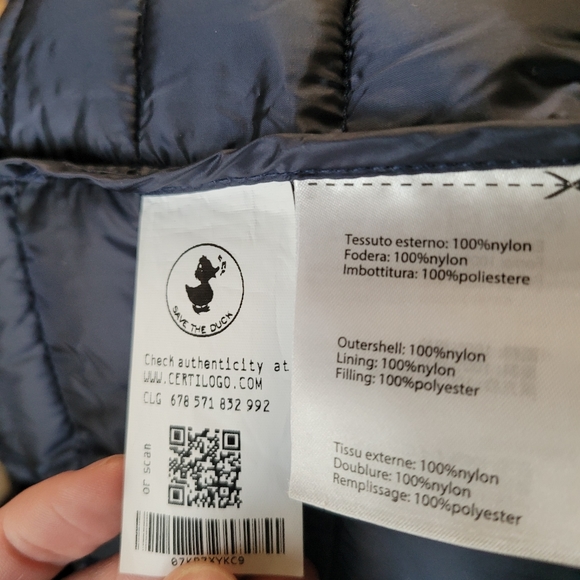 SAVE THE DUCK
Check authenticity at
WWW.CERTILOGO.COM
CLG 678 571 832 992
or scan
Tessuto esterno: 100%nylon
Fodera: 100%nylon
Imbottitura: 100%poliestere
Outershell: 100%nylon
Lining: 100%nylon
Filling: 100%polyester
Tissu externe: 100%nylon
Doublure: 100%nylon
Remplissage: 100%polyester